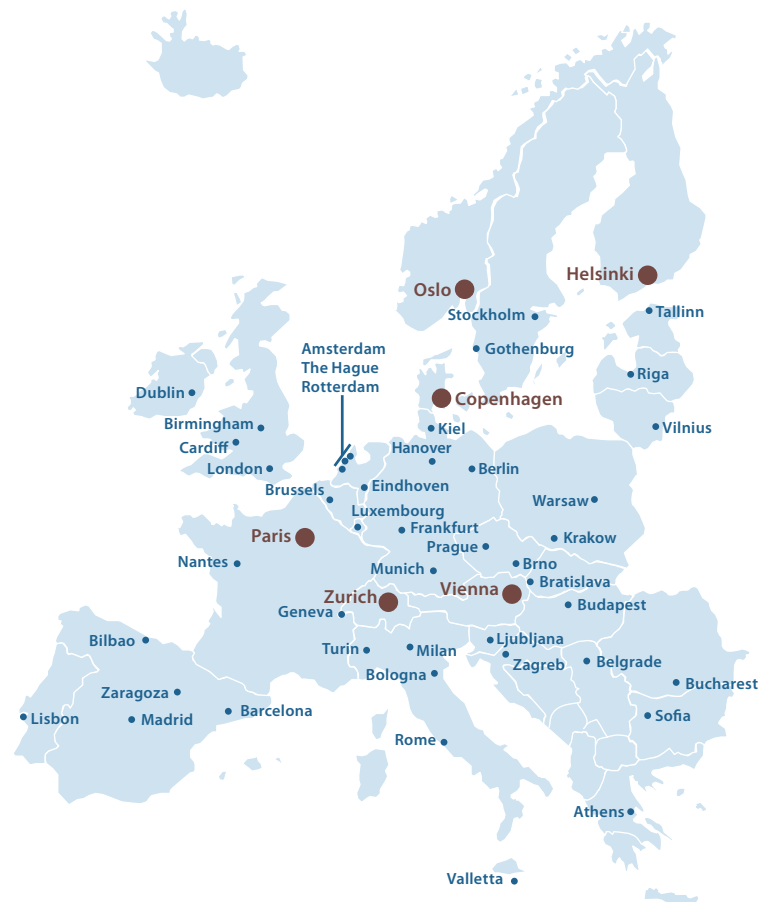 Helsinki
Oslo
Tallinn
Stockholm
Amsterdam
The Hague
Rotterdam
Gothenburg
Riga
Dublin
Copenhagen
Birmingham
Kiel
Vilnius
Cardiff
Hanover
London
Berlin
Brussels
Eindhoven
Warsaw
Luxembourg
Frankfurt
Paris
Krakow
Prague
Nantes
Munich
Brno
Bratislava
Vienna
Zurich
Budapest
Geneva
Bilbao
Ljubljana
Turin
Milan
Zagreb
Belgrade
Bologna
Bucharest
Zaragoza
Barcelona
Lisbon
Madrid
Sofia
Rome
Athens
Valletta